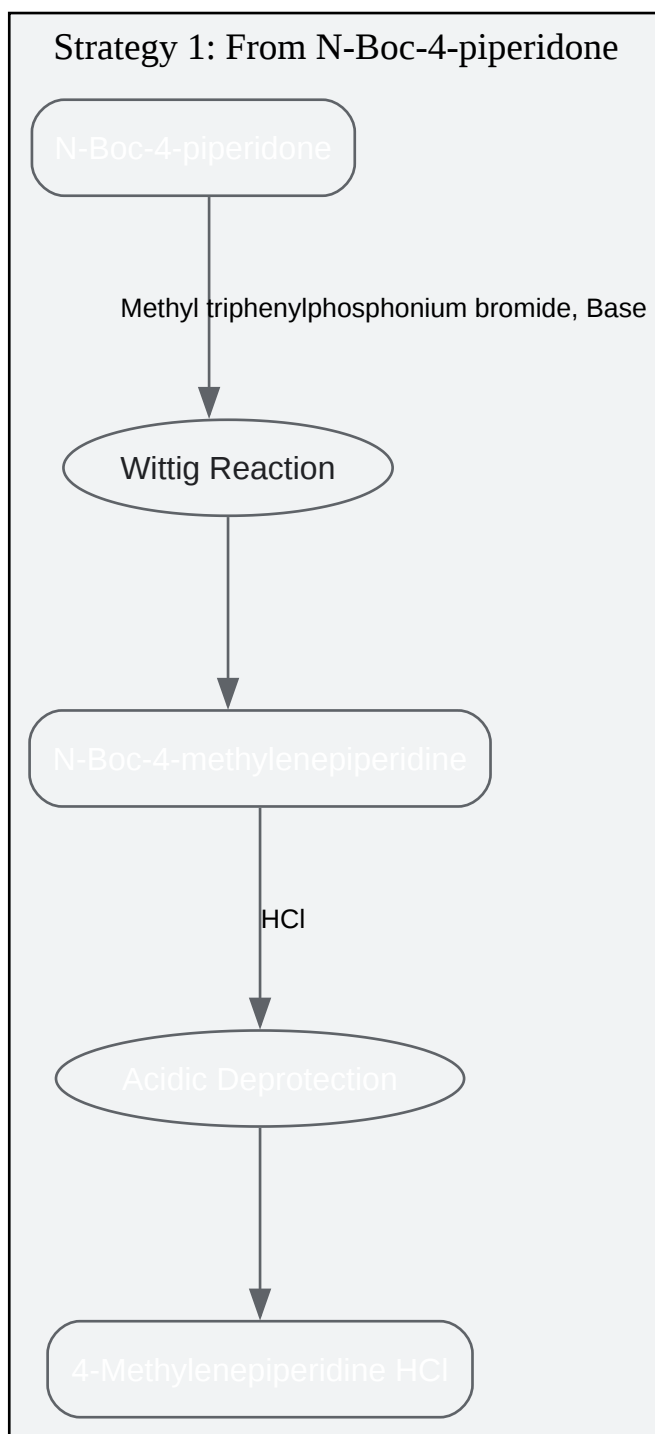 Strategy 1: From N-Boc-4-piperidone
N-Boc-4-piperidone
Methyl triphenylphosphonium bromide, Base
Wittig Reaction
N-Boc-4-methylenepiperidine
HCl
Acidic Deprotection
4-Methylenepiperidine HCl